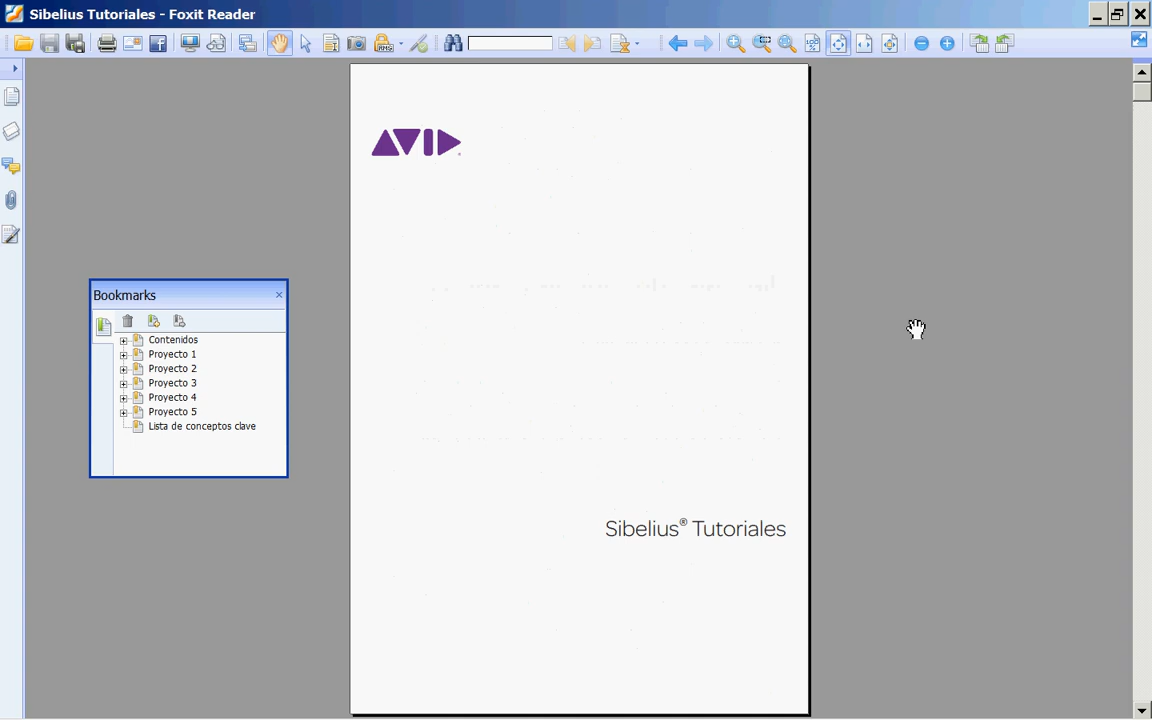 Sibelius Tutoriales - Foxit Reader
AVID
Bookmarks
Contenidos
Proyecto 1
Proyecto 2
Proyecto 3
Proyecto 4
Proyecto 5
Lista de conceptos clave
Sibelius® Tutoriales